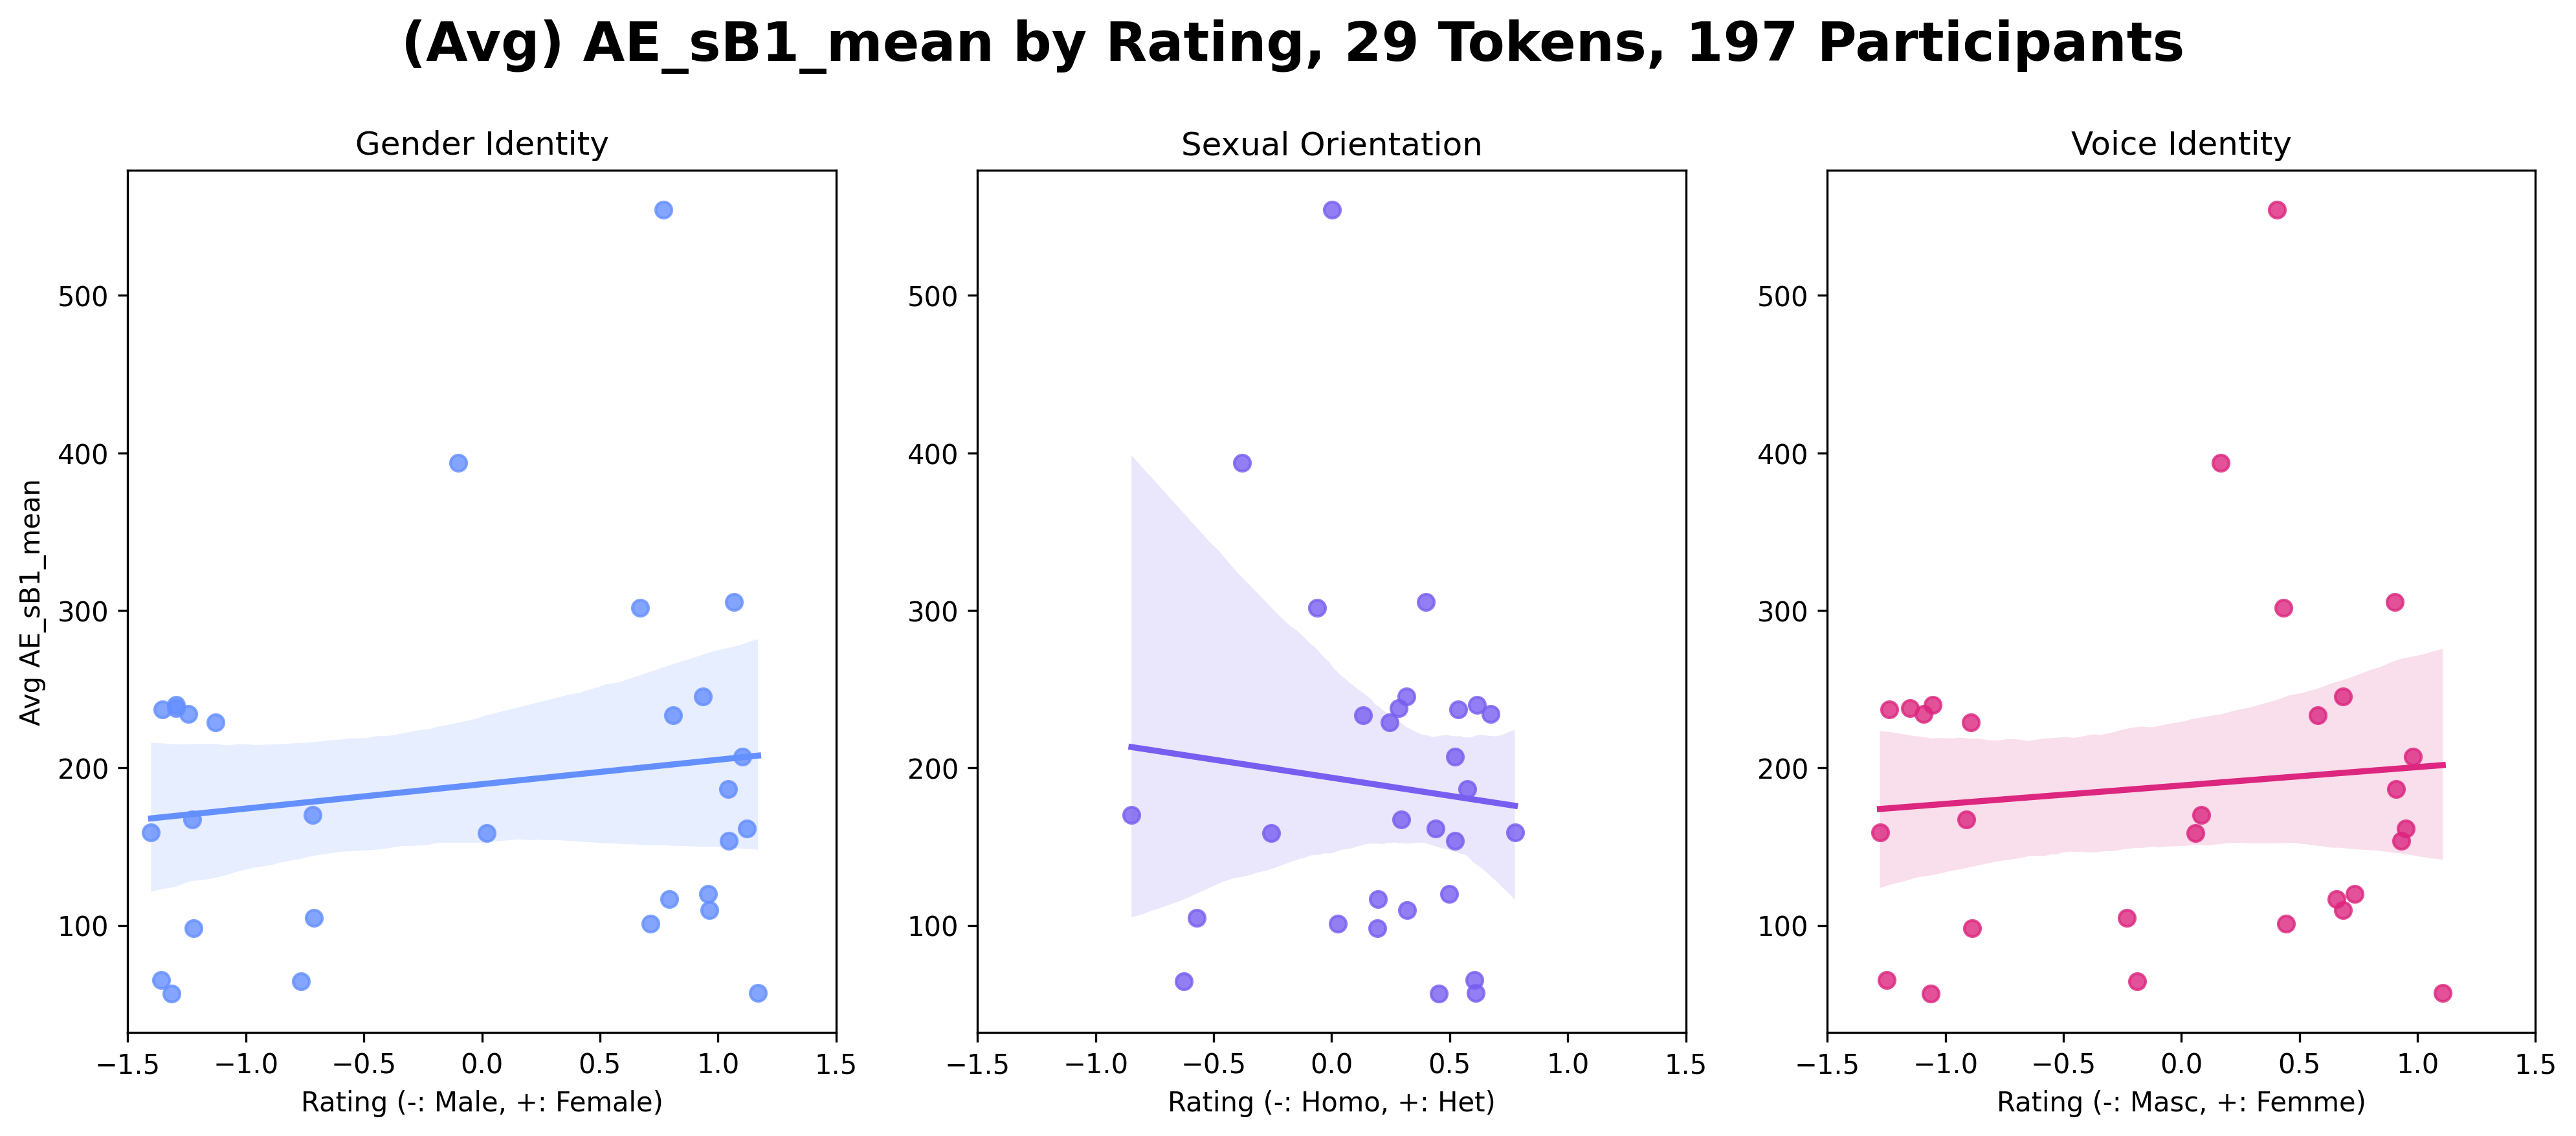 (Avg) AE_sB1_mean by Rating, 29 Tokens, 197 Participants
Gender Identity
Avg AE_sB1_mean
500
400
300
200
100
−1.5 −1.0 −0.5 0.0 0.5 1.0 1.5
Rating (-: Male, +: Female)
Sexual Orientation
500
400
300
200
100
−1.5 −1.0 −0.5 0.0 0.5 1.0 1.5
Rating (-: Homo, +: Het)
Voice Identity
500
400
300
200
100
−1.5 −1.0 −0.5 0.0 0.5 1.0 1.5
Rating (-: Masc, +: Femme)